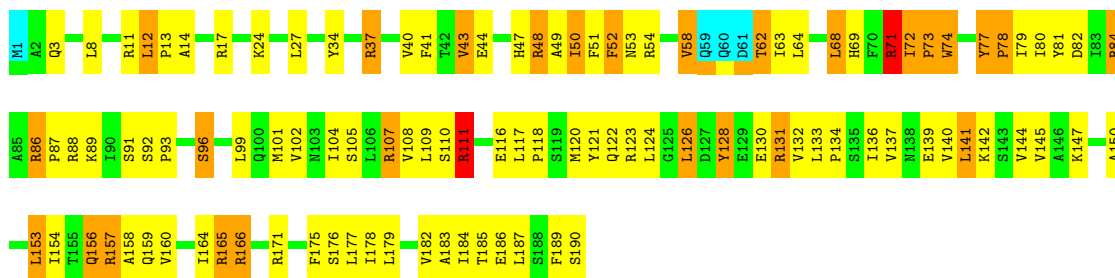 M1 A2 Q3 L8 R11 L12 P13 A14 R17 K24 L27 Y34 R37 V40 F41 T42 V43 E44 H47 R48 A49 I50 F51 F52 N53 R54 V58 Q59 Q60 D61 T62 I63 L64 L68 H69 F70 R71 I72 P73 W74 Y77 P78 I79 I80 Y81 D82 I83
A85 R86 P87 R88 K89 I90 S91 S92 P93 S96 L99 Q100 M101 V102 N103 I104 S105 L106 R107 V108 L109 S110 R111 E116 L117 P118 S119 M120 Y121 Q122 R123 L124 G125 L126 D127 Y128 E129 E130 R131 V132 L133 P134 S135 I136 V137 N138 E139 V140 L141 K142 S143 V144 V145 A146 K147
L153 I154 T155 Q156 R157 A158 Q159 V160 I164 R165 R166 R171 F175 S176 L177 I178 L179 V182 A183 I184 T185 E186 L187 S188 F189 S190